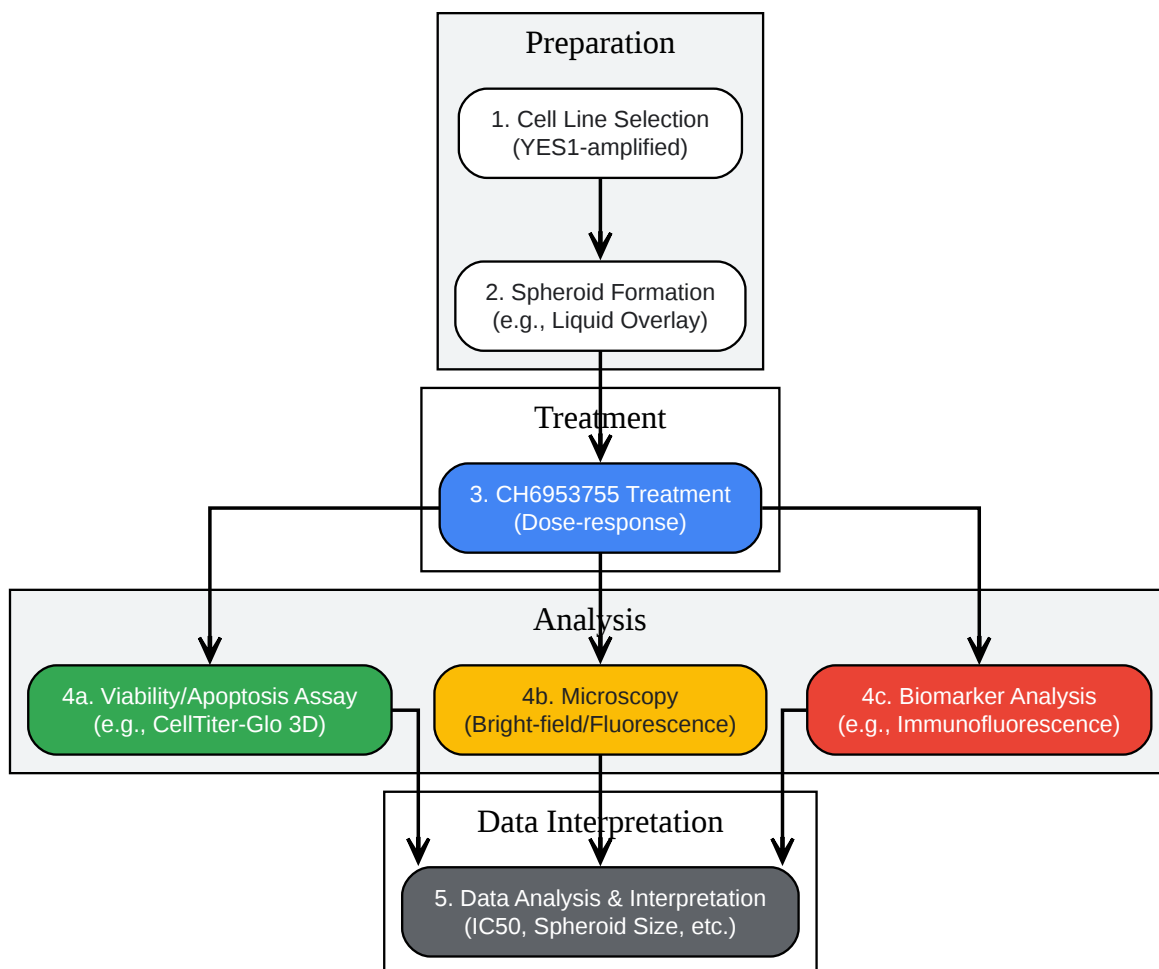 Preparation
1. Cell Line Selection
(YES1-amplified)
2. Spheroid Formation
(e.g., Liquid Overlay)
Treatment
3. CH6953755 Treatment
(Dose-response)
Analysis
4a. Viability/Apoptosis Assay
(e.g., CellTiter-Glo 3D)
4b. Microscopy
(Bright-field/Fluorescence)
4c. Biomarker Analysis
(e.g., Immunofluorescence)
Data Interpretation
5. Data Analysis & Interpretation
(IC50, Spheroid Size, etc.)